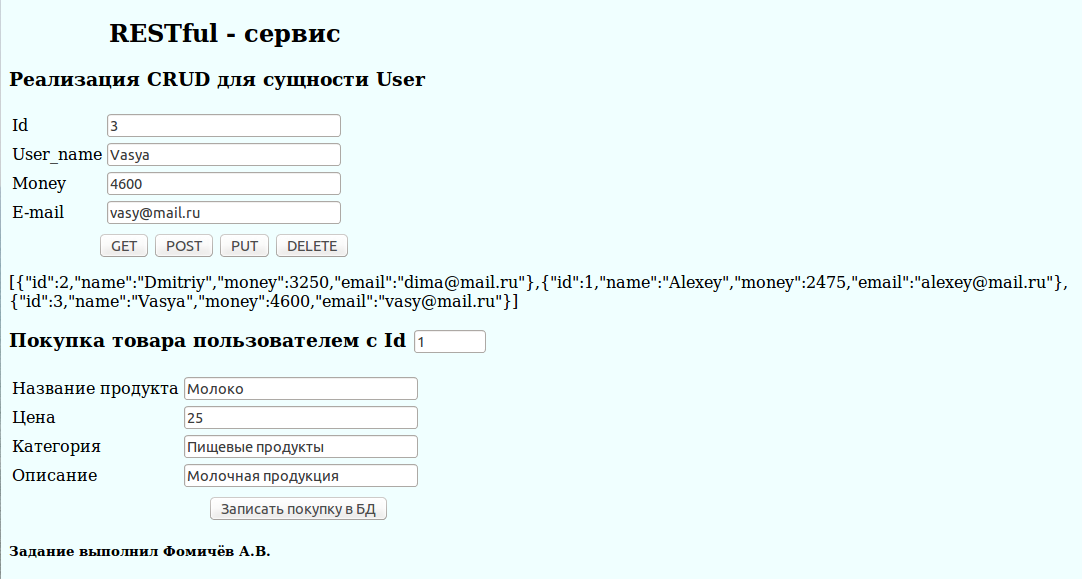 RESTful - сервис
Реализация CRUD для сущности User
Id 3
User_name Vasya
Money 4600
E-mail vasy@mail.ru
GET POST PUT DELETE
[{"id":2,"name":"Dmitriy","money":3250,"email":"dima@mail.ru"},{"id":1,"name":"Alexey","money":2475,"email":"alexey@mail.ru"},
{"id":3,"name":"Vasya","money":4600,"email":"vasy@mail.ru"}]
Покупка товара пользователем с Id 1
Название продукта Молоко
Цена 25
Категория Пищевые продукты
Описание Молочная продукция
Записать покупку в БД
Задание выполнил Фомичёв А.В.